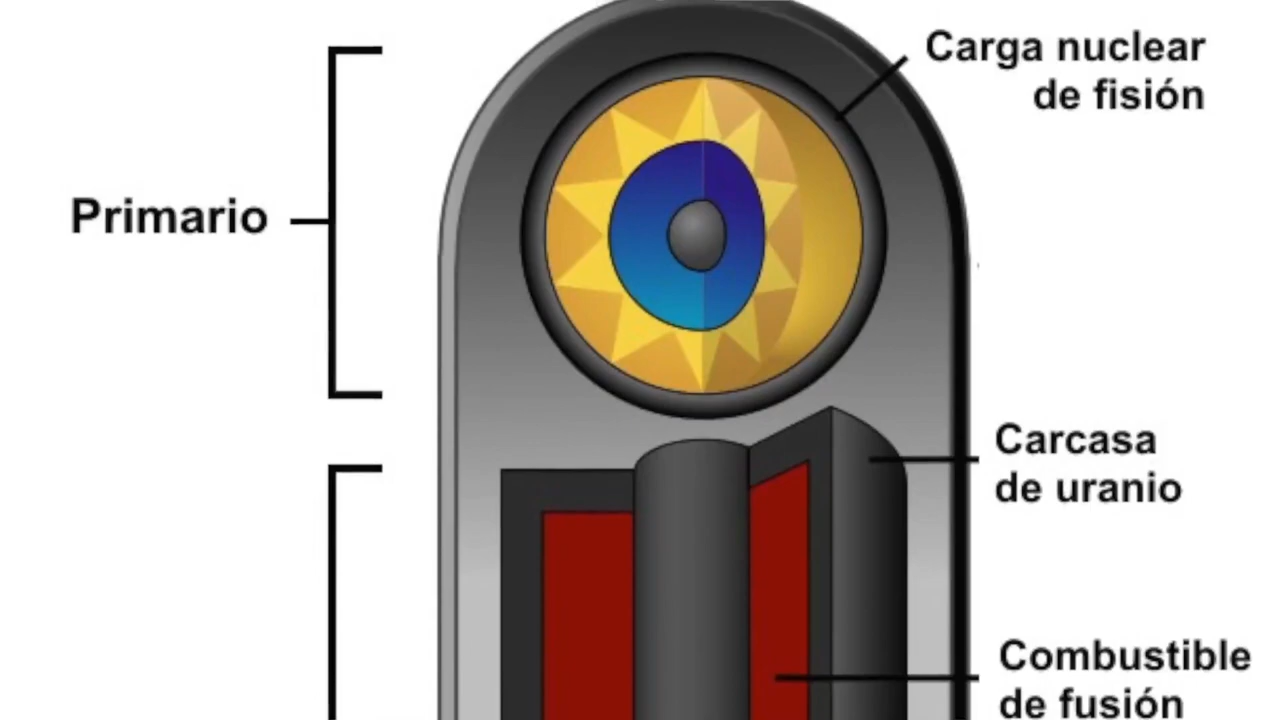 Carga nuclear
de fisión
Primario
Carcasa
de uranio
Combustible
de fusión